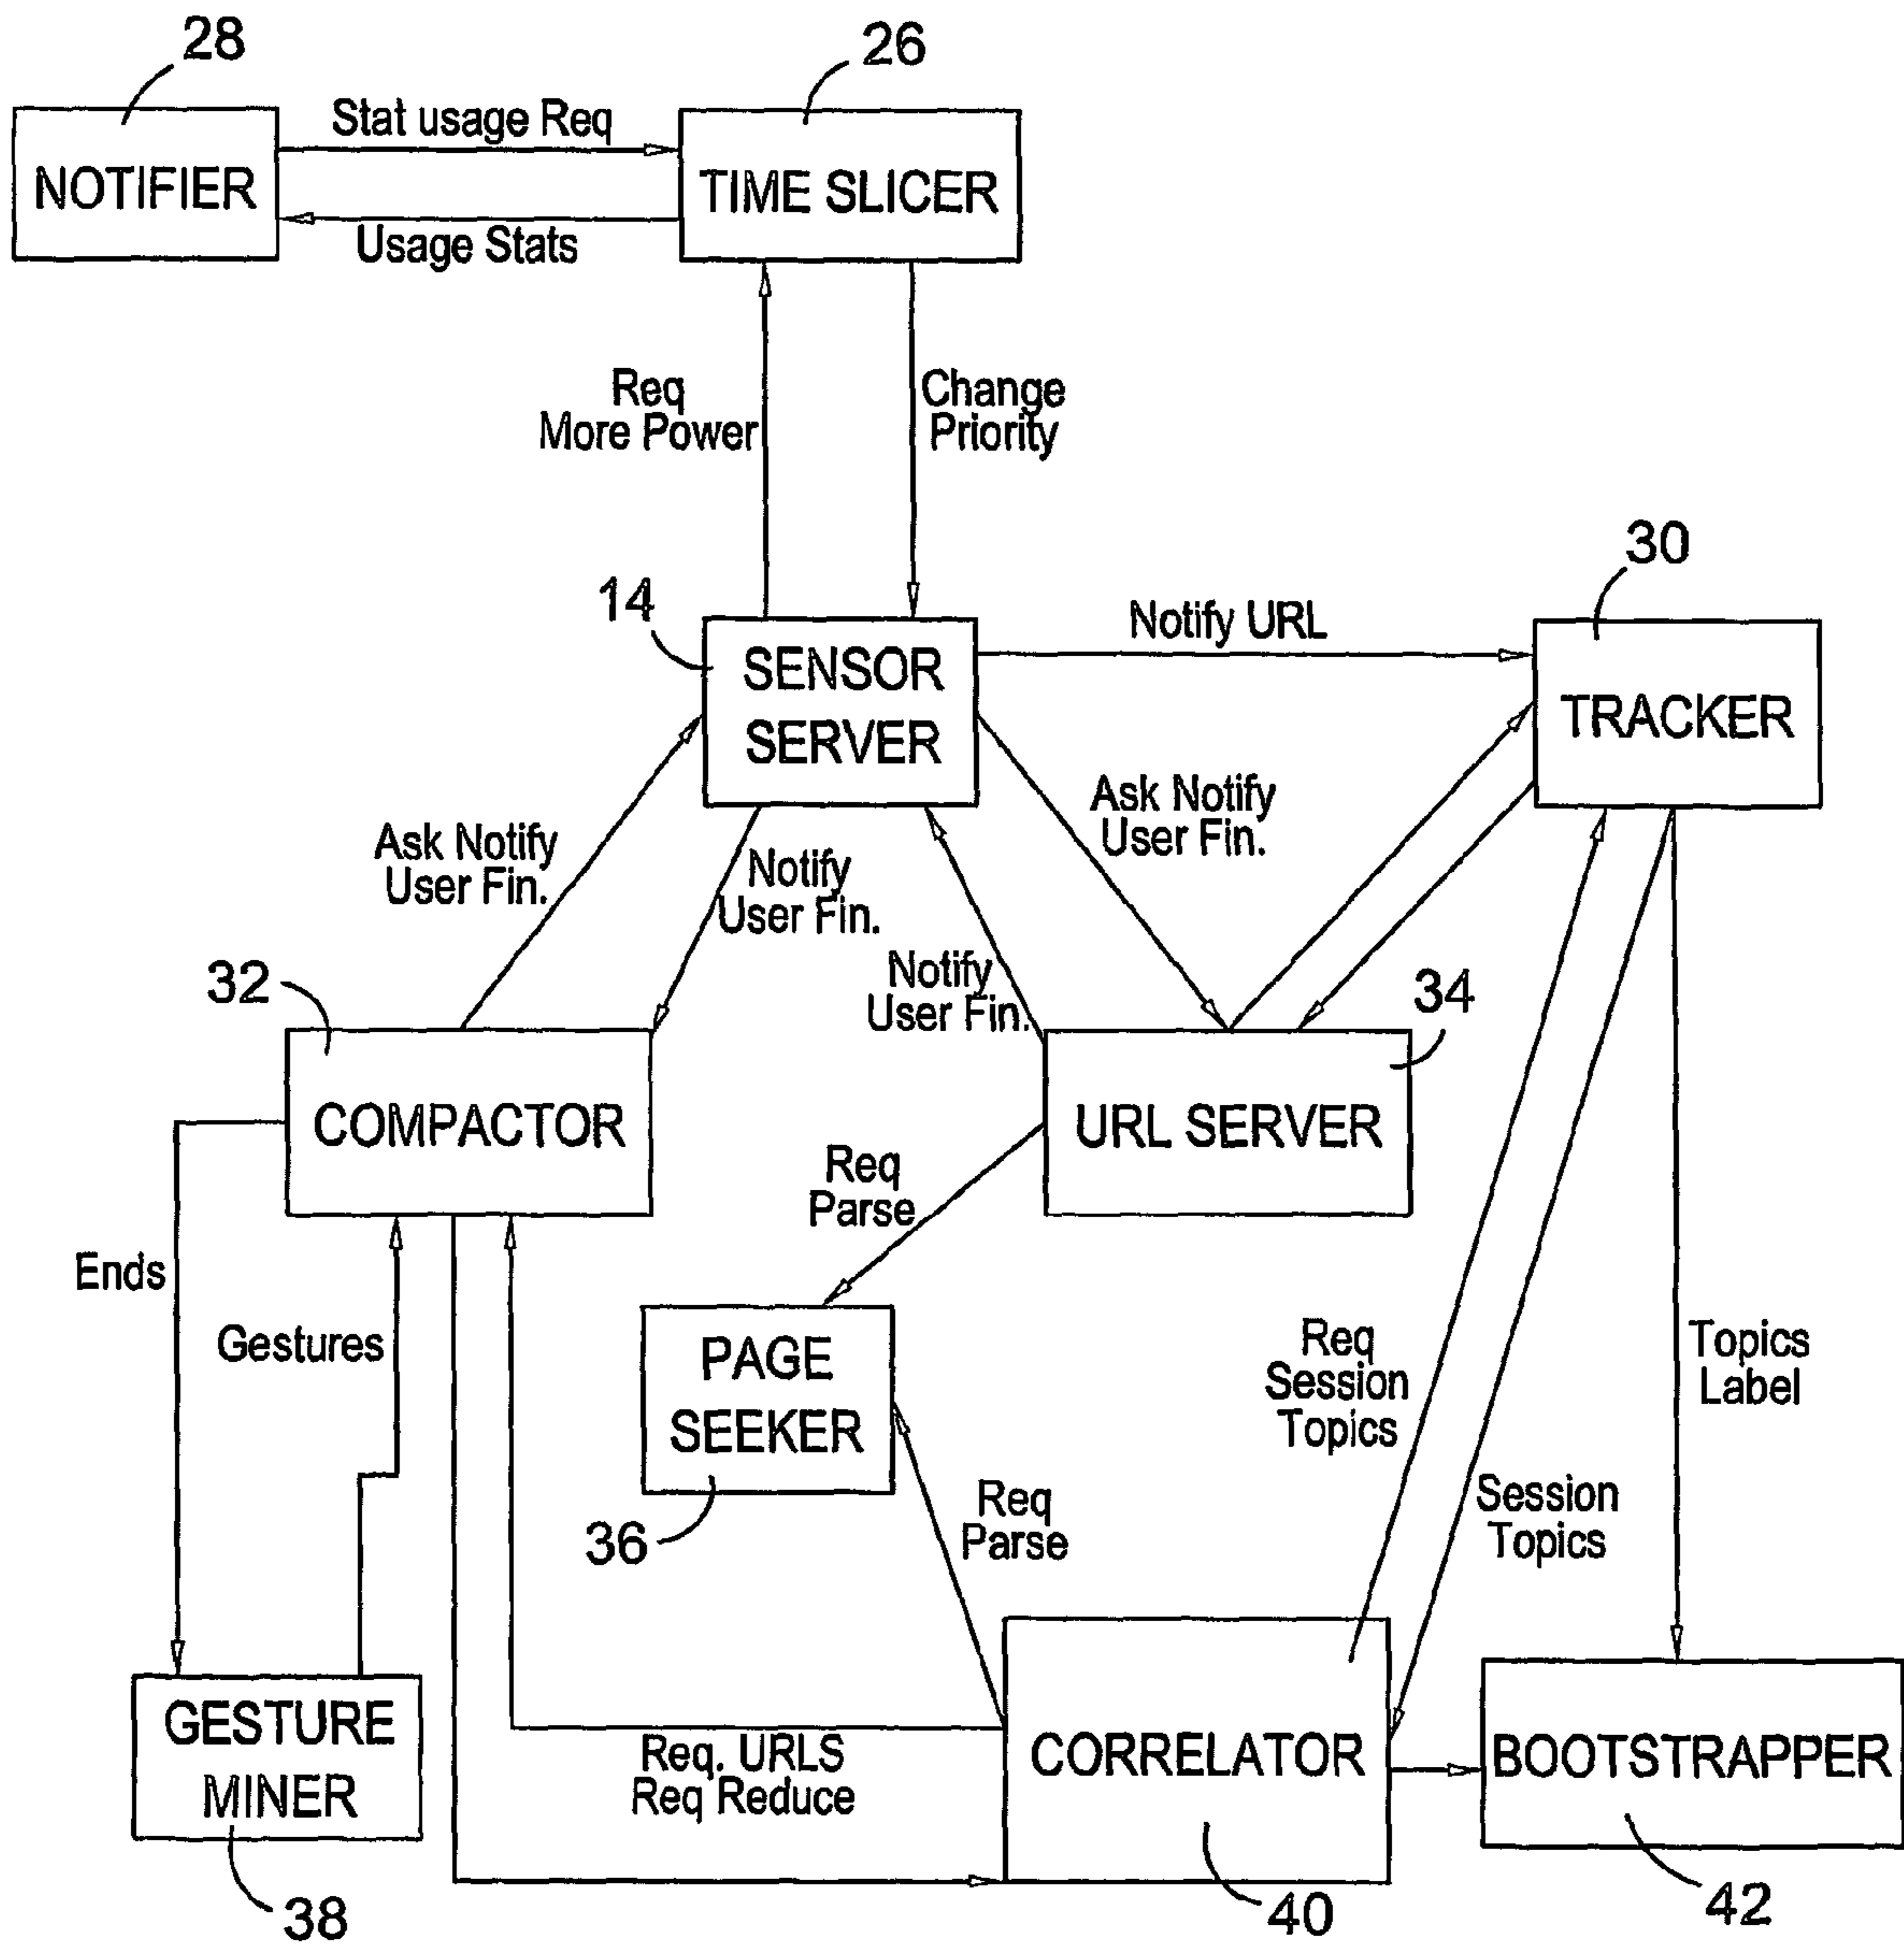 28
26
Stat usage Req
NOTIFIER
TIME SLICER
Usage Stats
Req
More Power
Change
Priority
30
14
Notify URL
SENSOR
SERVER
TRACKER
Ask Notify
User Fin.
Ask Notify
User Fin.
Notify
User Fin.
Notify
User Fin.
32
34
COMPACTOR
URL SERVER
Req
Parse
Ends
Gestures
PAGE
SEEKER
36
Req
Session
Topics
Topics
Label
Req
Parse
Session
Topics
GESTURE
MINER
Req. URLS
Req Reduce
CORRELATOR
BOOTSTRAPPER
38
40
42